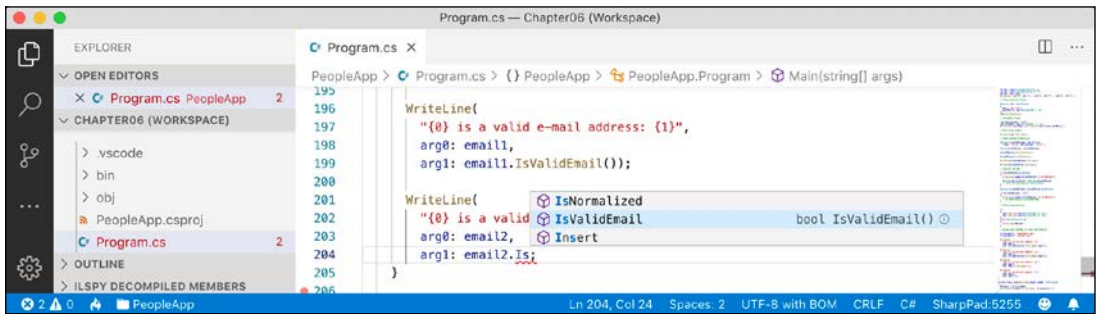 Program.cs — Chapter06 (Workspace)
EXPLORER
OPEN EDITORS
Program.cs PeopleApp 2
CHAPTER06 (WORKSPACE)
.vscode
bin
obj
PeopleApp.csproj
Program.cs 2
OUTLINE
ILSPY DECOMPILED MEMBERS
Program.cs
PeopleApp > Program.cs > {} PeopleApp > PeopleApp.Program > Main(string[] args)
195
196 WriteLine(
197 "{0} is a valid e-mail address: {1}",
198 arg0: email1,
199 arg1: email1.IsValidEmail());
200
201 WriteLine(
202 "{0} is a valid
203 arg0: email2,
204 arg1: email2.Is;
205 }
206
IsNormalized
IsValidEmail bool IsValidEmail()
Insert
2 0 PeopleApp Ln 204, Col 24 Spaces: 2 UTF-8 with BOM CRLF C# SharpPad:5255